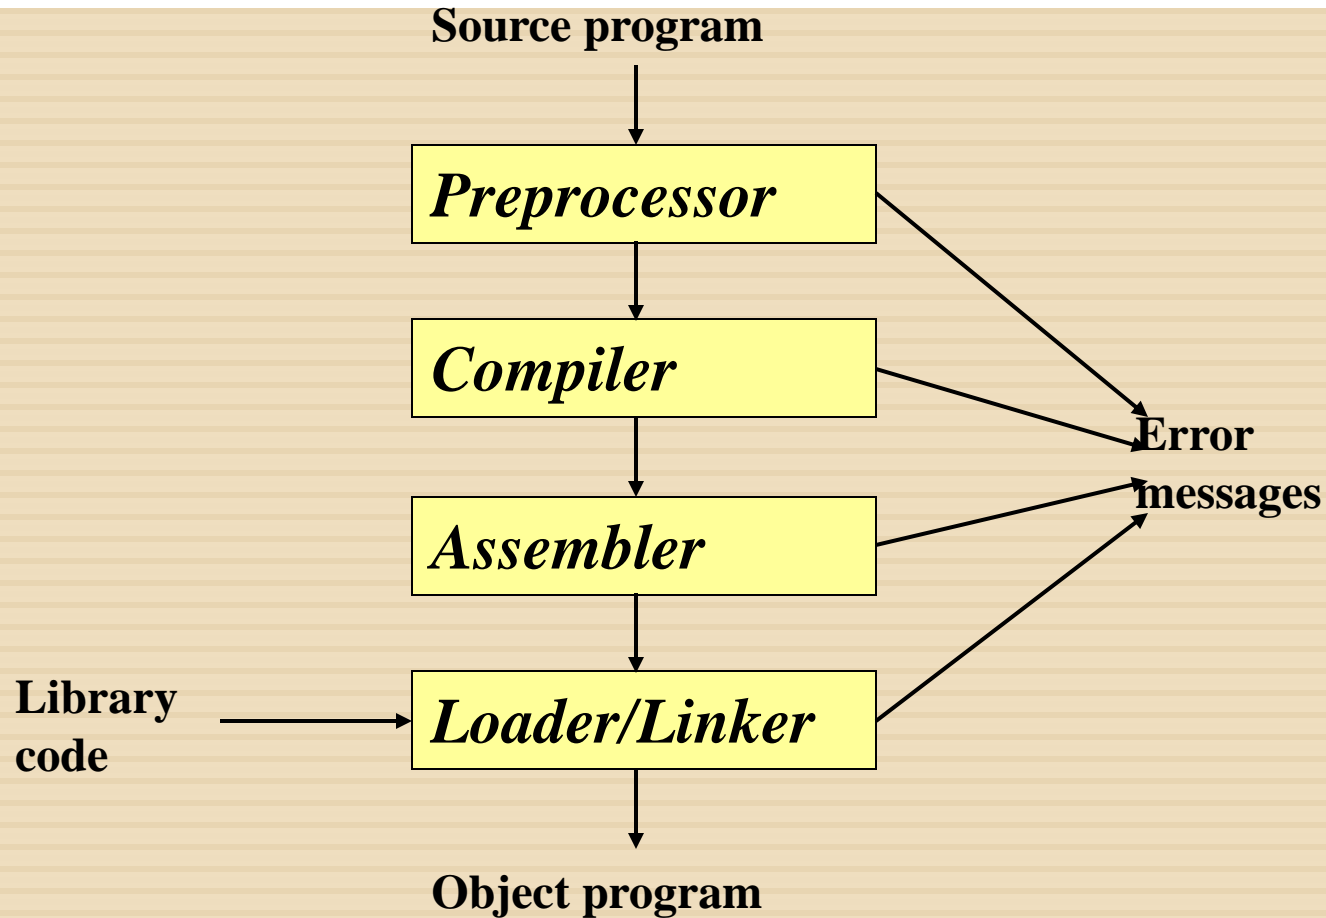 Source program
Preprocessor
Compiler
Error
messages
Assembler
Library
code
Loader/Linker
Object program